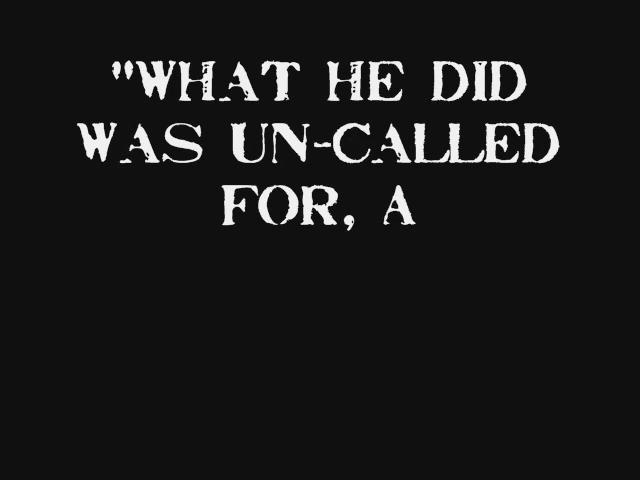 "WHAT HE DID
WAS UN-CALLED
FOR, A